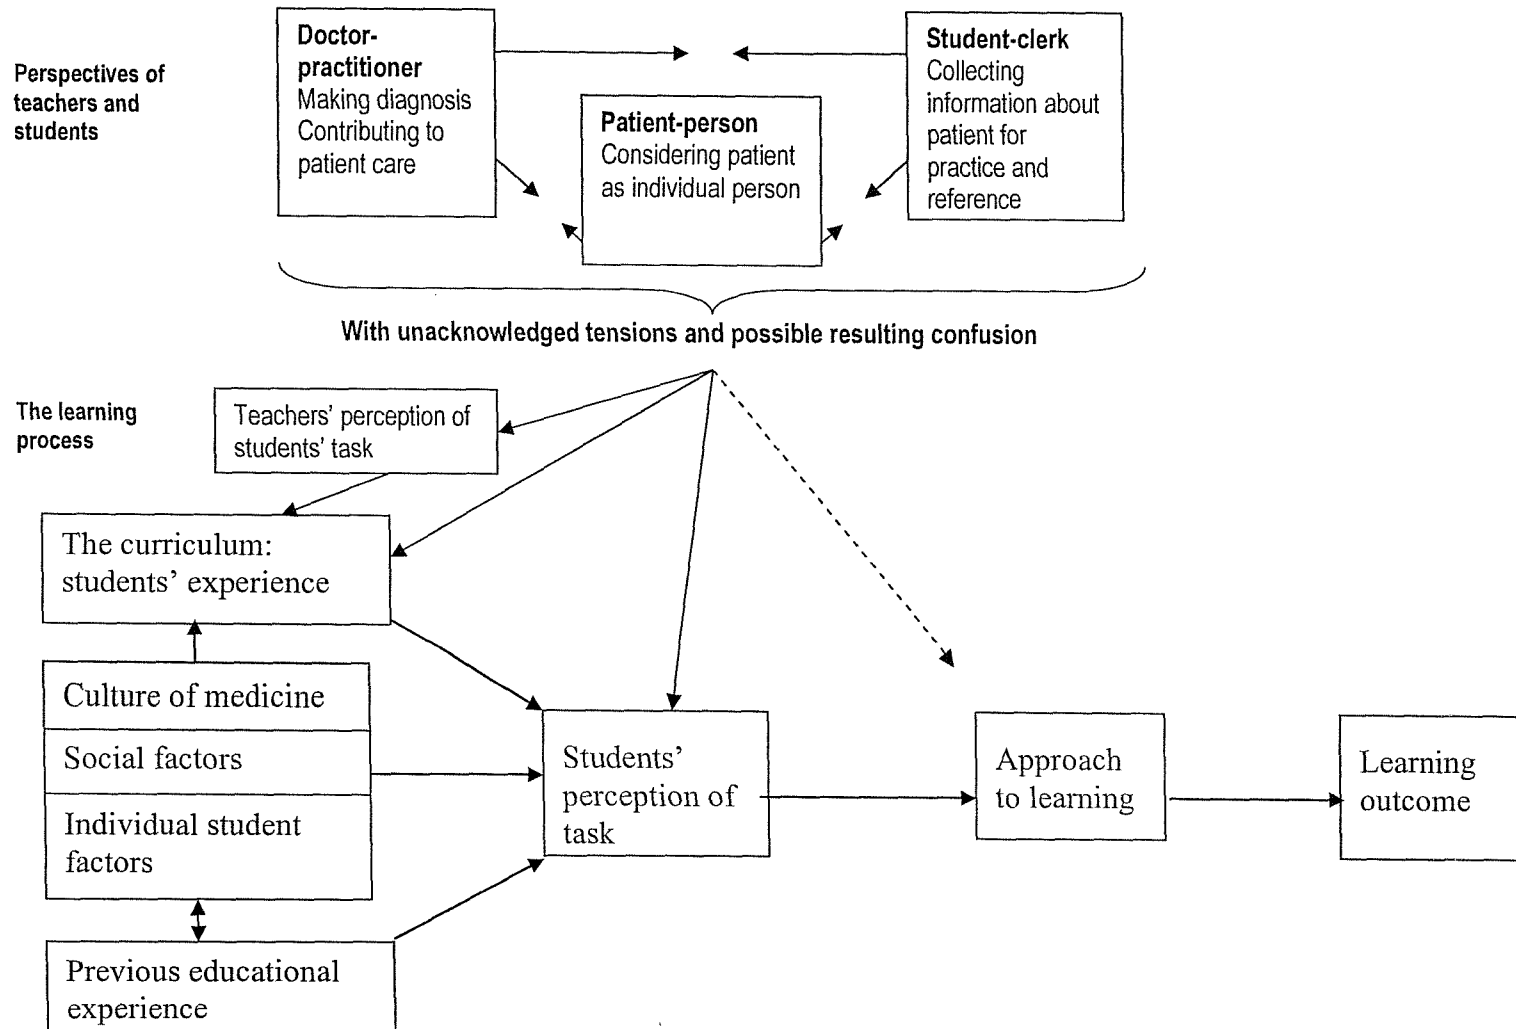 Perspectives of
teachers and
students
Doctor-
practitioner
Making diagnosis
Contributing to
patient care
Patient-person
Considering patient
as individual person
Student-clerk
Collecting
information about
patient for
practice and
reference
With unacknowledged tensions and possible resulting confusion
The learning
process
Teachers’ perception of
students’ task
The curriculum:
students’ experience
Culture of medicine
Social factors
Individual student
factors
Previous educational
experience
Students’
perception of
task
Approach
to learning
Learning
outcome